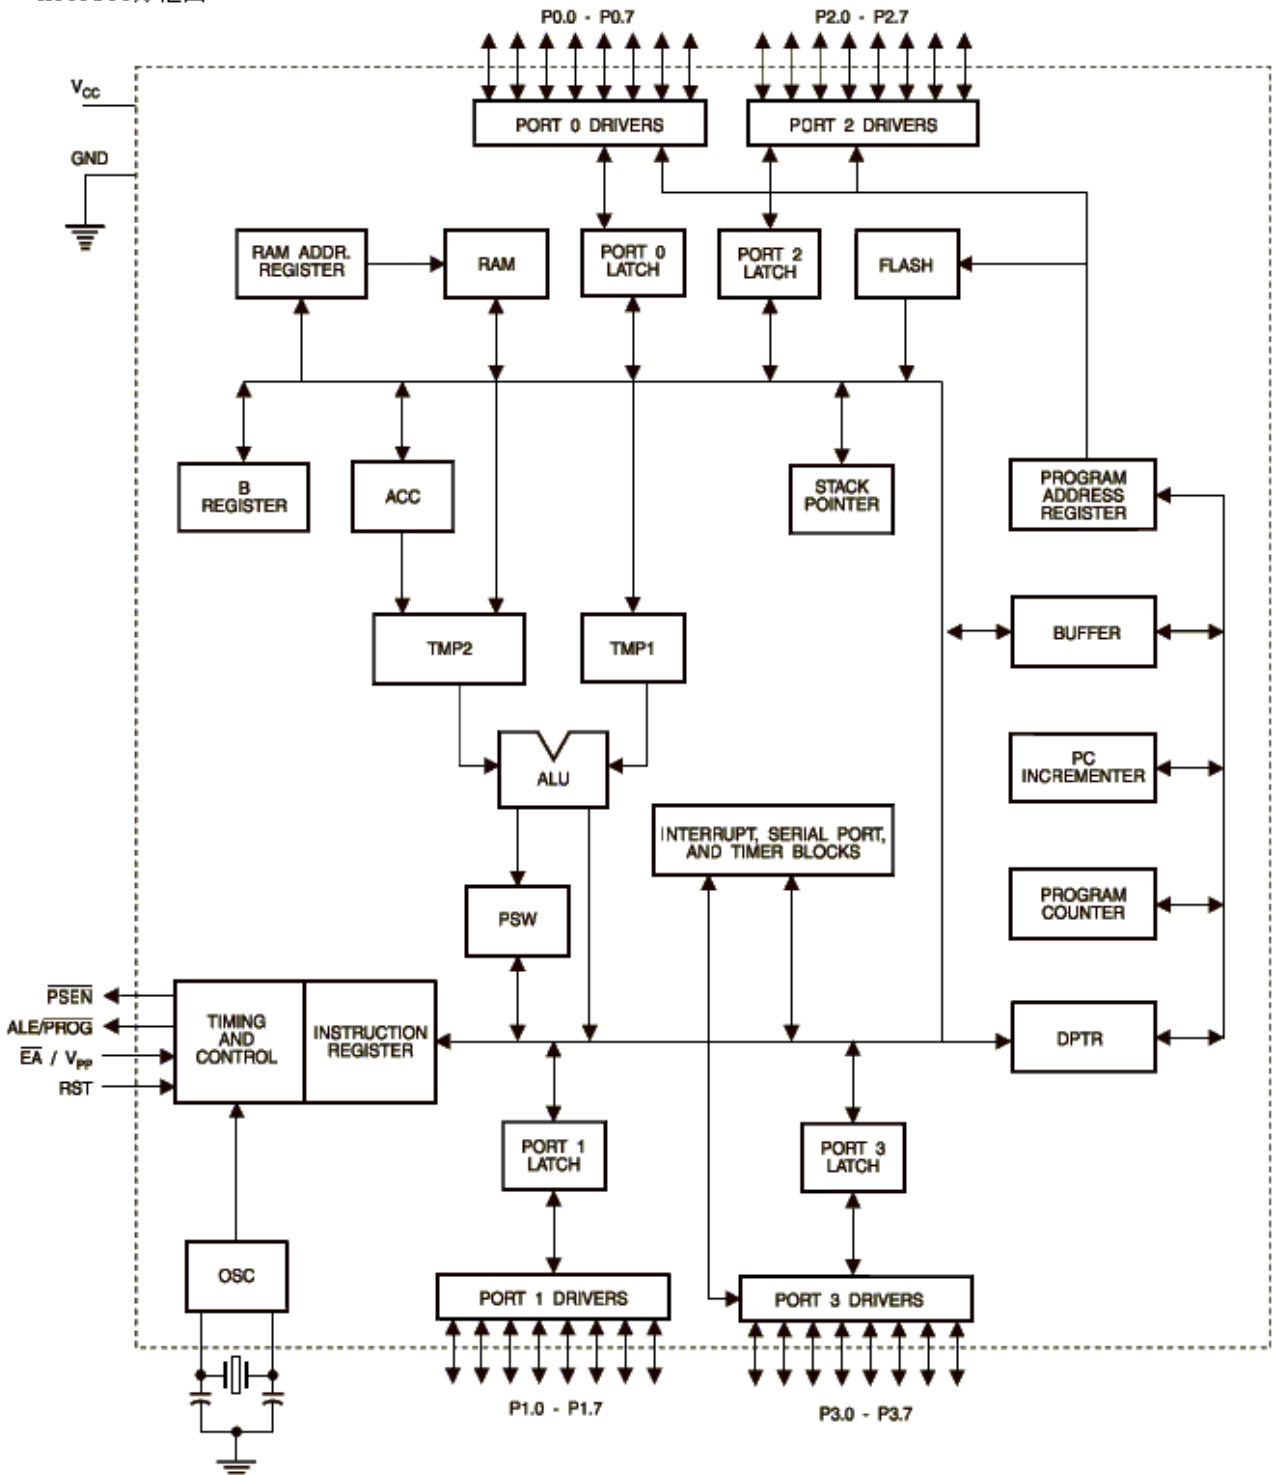 P0.0 - P0.7
P2.0 - P2.7
VCC
GND
PORT 0 DRIVERS
PORT 2 DRIVERS
RAM ADDR.
REGISTER
RAM
PORT 0
LATCH
PORT 2
LATCH
FLASH
B
REGISTER
ACC
STACK
POINTER
PROGRAM
ADDRESS
REGISTER
TMP2
TMP1
BUFFER
ALU
PC
INCREMENTER
INTERRUPT, SERIAL PORT,
AND TIMER BLOCKS
PSW
PROGRAM
COUNTER
PSEN
ALE/PROG
EA / VPP
RST
TIMING
AND
CONTROL
INSTRUCTION
REGISTER
DPTR
PORT 1
LATCH
PORT 3
LATCH
OSC
PORT 1 DRIVERS
PORT 3 DRIVERS
P1.0 - P1.7
P3.0 - P3.7